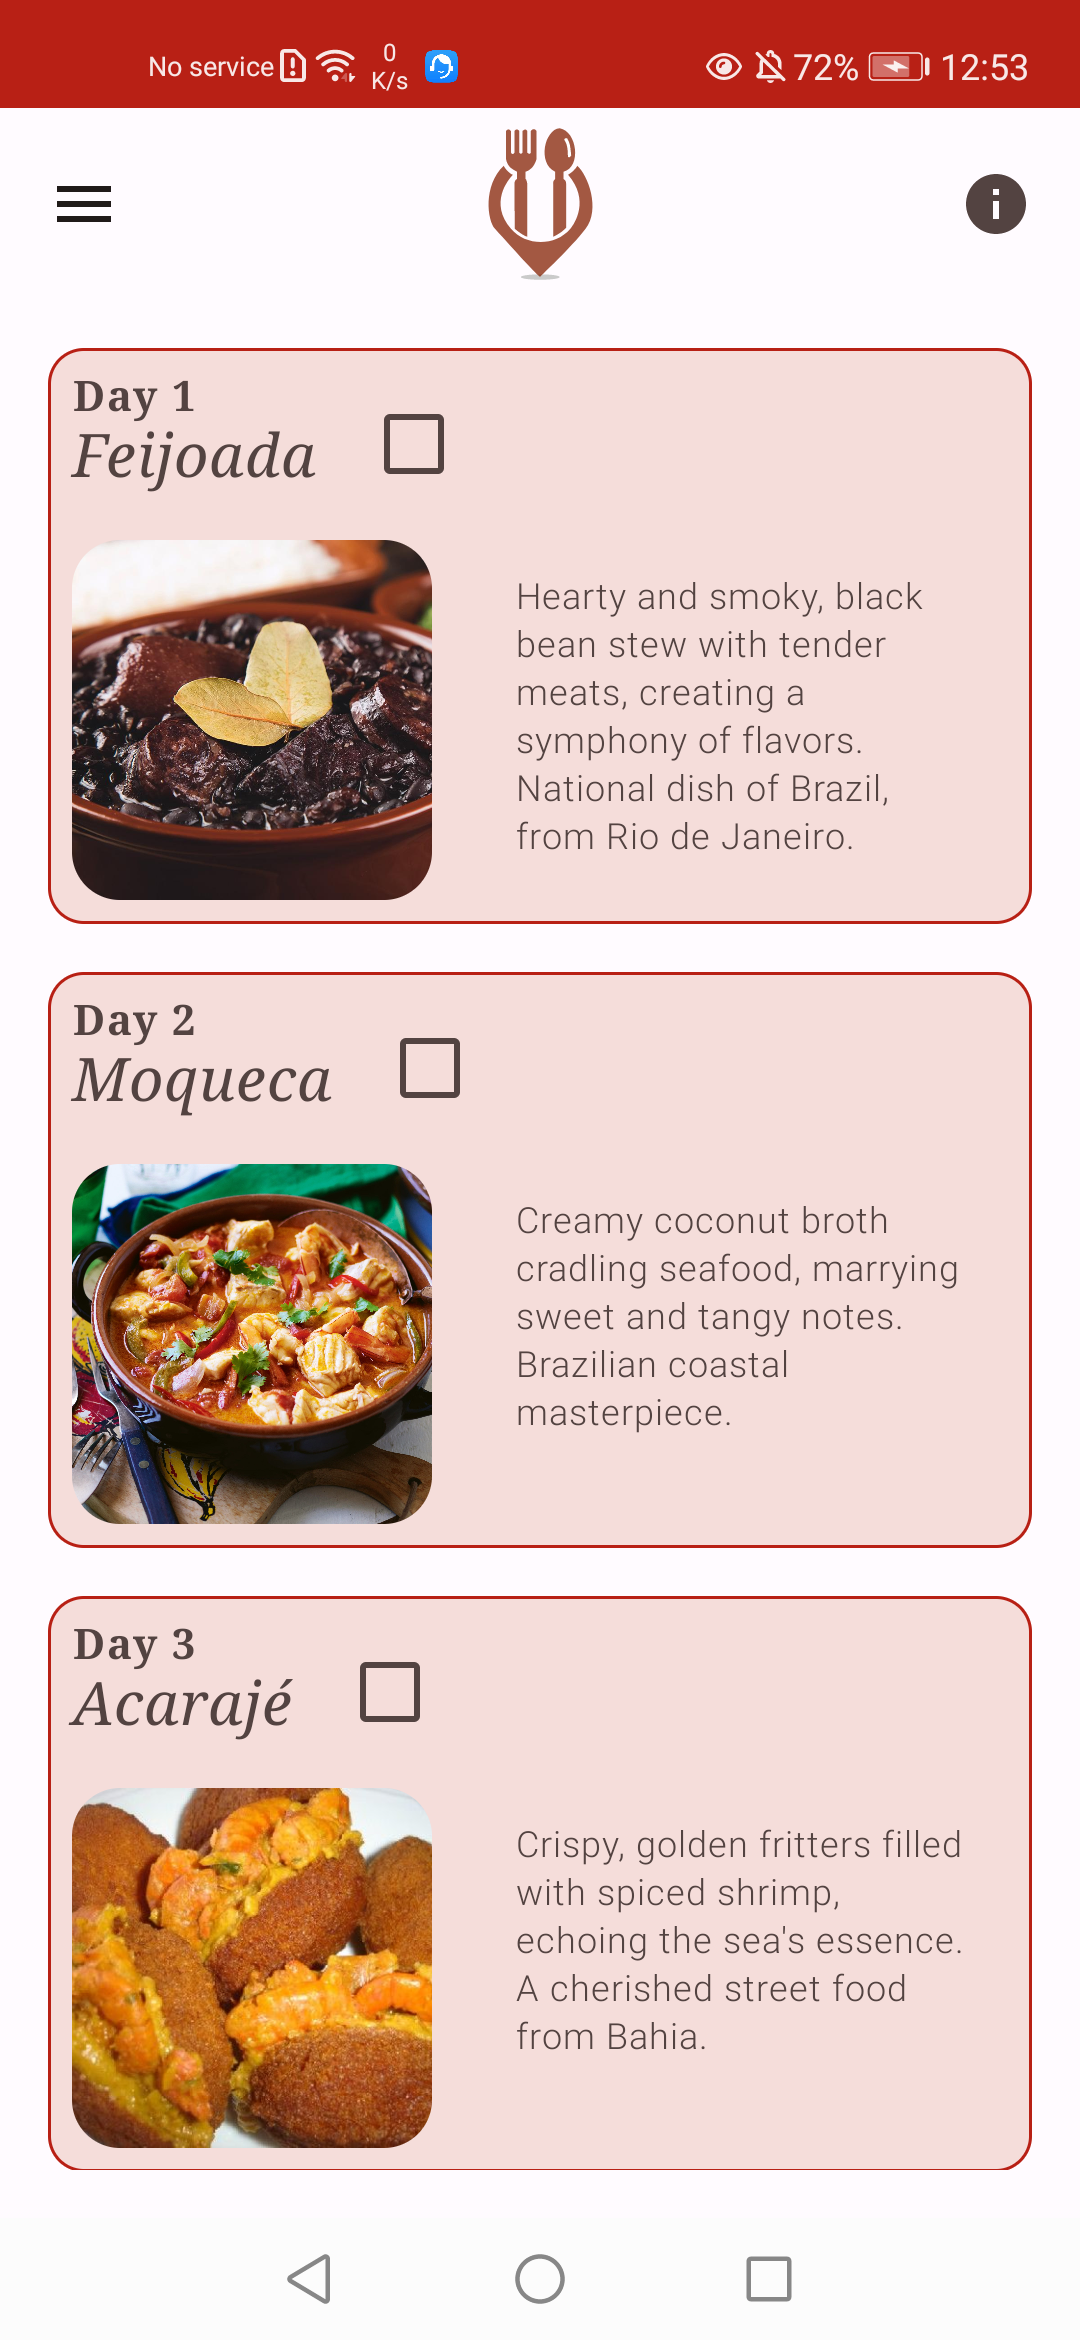 No service 0 K/s 72% 12:53
Day 1
Feijoada
Hearty and smoky, black
bean stew with tender
meats, creating a
symphony of flavors.
National dish of Brazil,
from Rio de Janeiro.
Day 2
Moqueca
Creamy coconut broth
cradling seafood, marrying
sweet and tangy notes.
Brazilian coastal
masterpiece.
Day 3
Acarajé
Crispy, golden fritters filled
with spiced shrimp,
echoing the sea's essence.
A cherished street food
from Bahia.